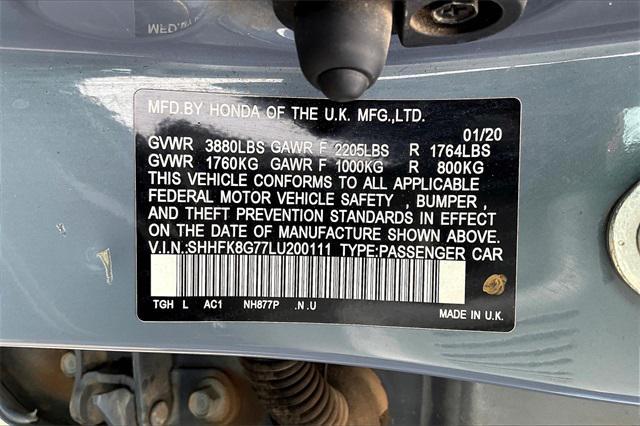 MFD.BY HONDA OF THE U.K. MFG.,LTD.
01/20
GVWR 3880LBS GAWR F 2205LBS R 1764LBS
GVWR 1760KG GAWR F 1000KG R 800KG
THIS VEHICLE CONFORMS TO ALL APPLICABLE
FEDERAL MOTOR VEHICLE SAFETY , BUMPER ,
AND THEFT PREVENTION STANDARDS IN EFFECT
ON THE DATE OF MANUFACTURE SHOWN ABOVE.
V.I.N:SHHFK8G77LU200111 TYPE:PASSENGER CAR
TGH L AC1 NH877P .N.U
MADE IN U.K.